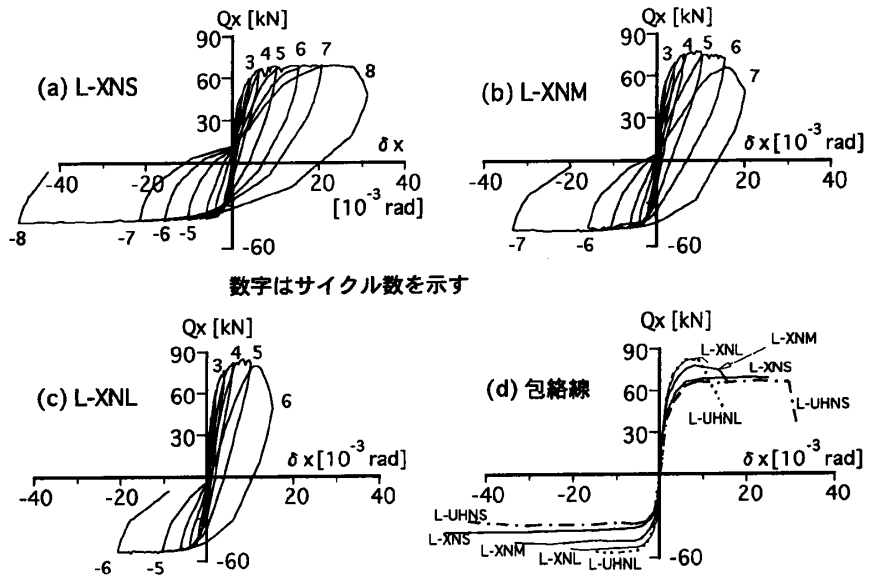 Qx [kN]
90
60
30
(a) L-XNS
3 4 5 6 7
8
δx
[10⁻³ rad]
-40 -20 20 40
-60
-8 -7 -6 -5
Qx [kN]
90
60
30
(b) L-XNM
3 4 5 6
7
δx[10⁻³ rad]
-40 -20 20 40
-60
-7 -6
数字はサイクル数を示す
Qx [kN]
90
60
30
(c) L-XNL
3 4 5
6
δx[10⁻³ rad]
-40 -20 20 40
-60
-6 -5
Qx [kN]
90
60
30
(d) 包絡線
L-XNL
L-XNM
L-XNS
L-UHNS
L-UHNL
δx[10⁻³ rad]
-40 -20 0 20 40
L-UHNS
L-XNS
L-XNM
L-XNL
L-UHNL
-60